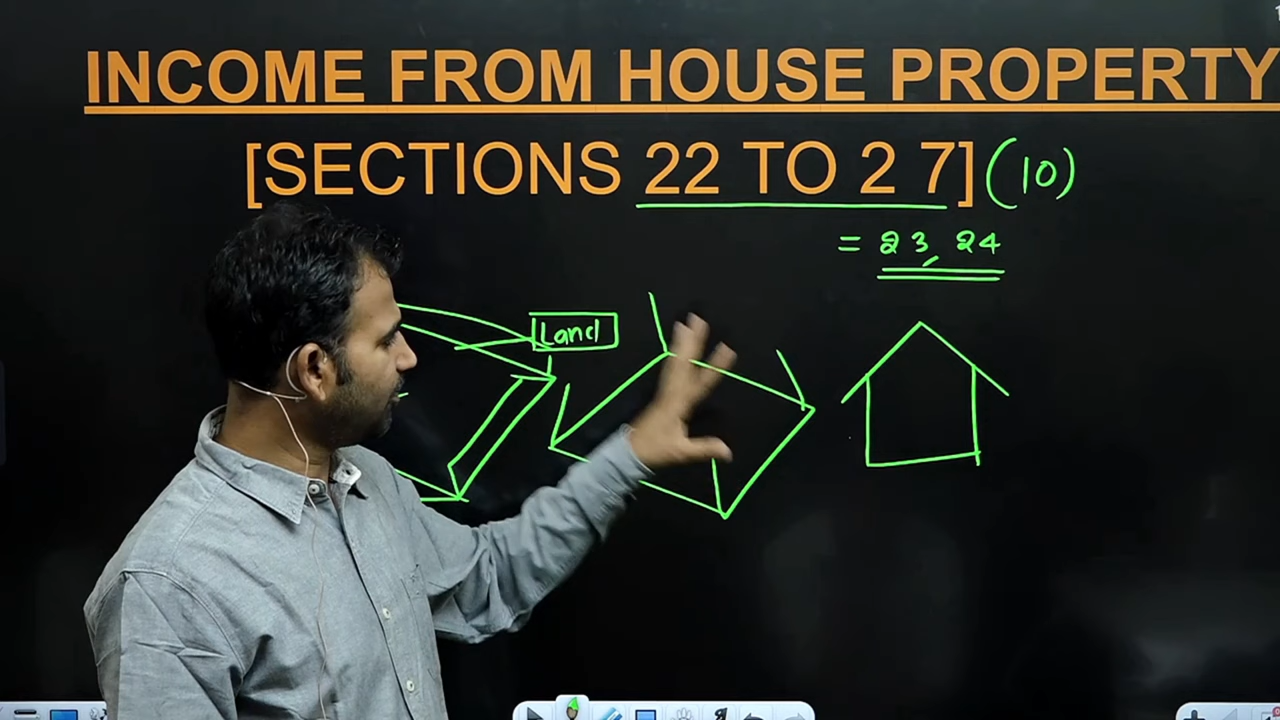 INCOME FROM HOUSE PROPERTY
[SECTIONS 22 TO 2 7] (10)
= 23, 24
Land